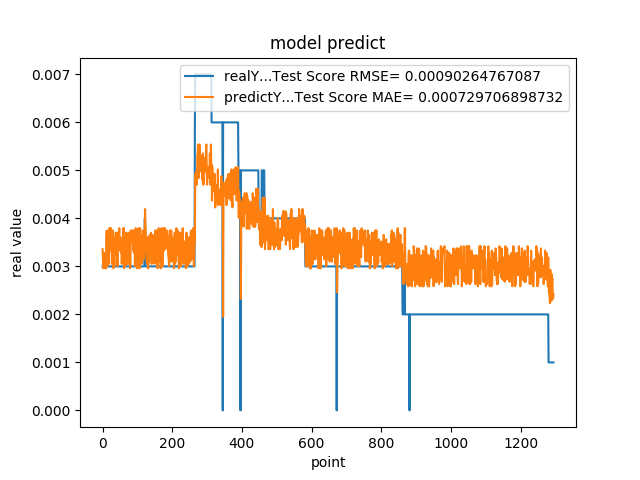 model predict
realY...Test Score RMSE= 0.00090264767087
predictY...Test Score MAE= 0.000729706898732
0.007
0.006
0.005
0.004
0.003
0.002
0.001
0.000
real value
0 200 400 600 800 1000 1200
point